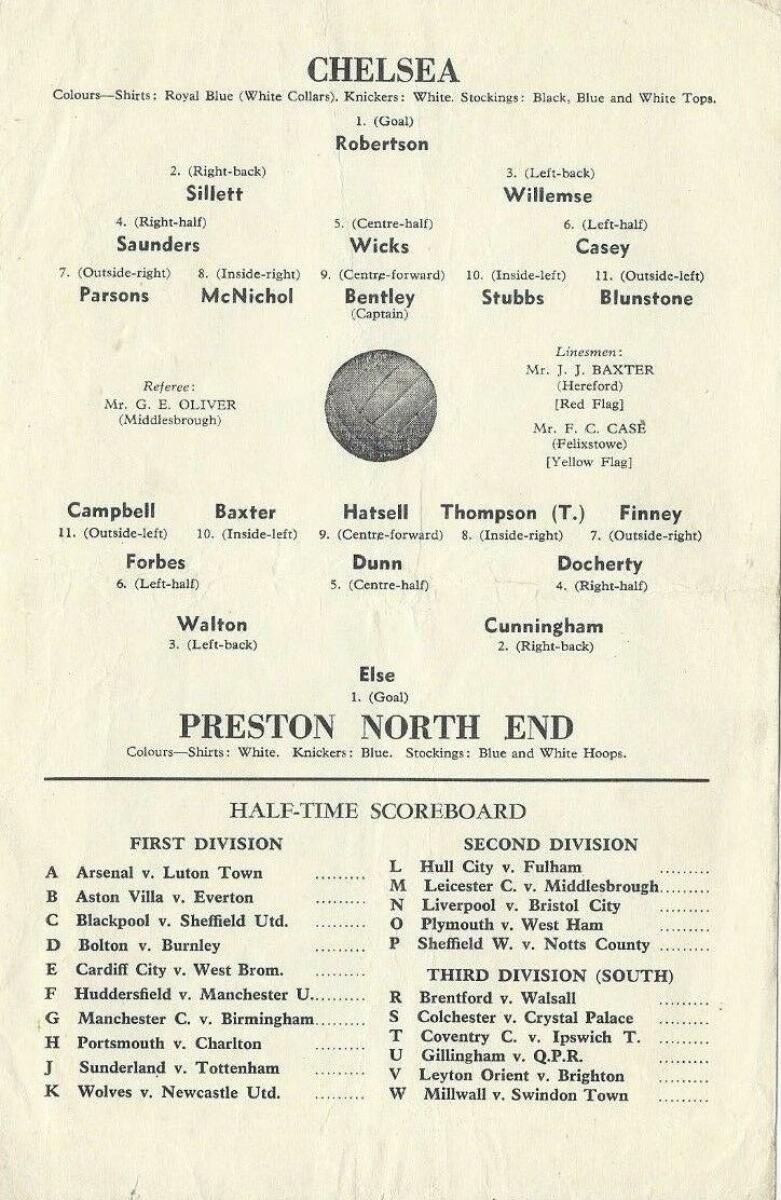 CHELSEA
Colours—Shirts: Royal Blue (White Collars). Knickers: White. Stockings: Black, Blue and White Tops.
1. (Goal)
Robertson
2. (Right-back) 3. (Left-back)
Sillett Willemse
4. (Right-half) 5. (Centre-half) 6. (Left-half)
Saunders Wicks Casey
7. (Outside-right) 8. (Inside-right) 9. (Centre-forward) 10. (Inside-left) 11. (Outside-left)
Parsons McNichol Bentley Stubbs Blunstone
(Captain)
Referee:
Mr. G. E. OLIVER
(Middlesbrough)
Linesmen:
Mr. J. J. BAXTER
(Hereford)
[Red Flag]
Mr. F. C. CASE
(Felixstowe)
[Yellow Flag]
Campbell Baxter Hatsell Thompson (T.) Finney
11. (Outside-left) 10. (Inside-left) 9. (Centre-forward) 8. (Inside-right) 7. (Outside-right)
Forbes Dunn Docherty
6. (Left-half) 5. (Centre-half) 4. (Right-half)
Walton Cunningham
3. (Left-back) 2. (Right-back)
Else
1. (Goal)
PRESTON NORTH END
Colours—Shirts: White. Knickers: Blue. Stockings: Blue and White Hoops.
HALF-TIME SCOREBOARD
FIRST DIVISION
A Arsenal v. Luton Town .........
B Aston Villa v. Everton .........
C Blackpool v. Sheffield Utd. .........
D Bolton v. Burnley .........
E Cardiff City v. West Brom. .........
F Huddersfield v. Manchester U..........
G Manchester C. v. Birmingham.........
H Portsmouth v. Charlton .........
J Sunderland v. Tottenham .........
K Wolves v. Newcastle Utd. .........
SECOND DIVISION
L Hull City v. Fulham .........
M Leicester C. v. Middlesbrough.........
N Liverpool v. Bristol City .........
O Plymouth v. West Ham .........
P Sheffield W. v. Notts County .........
THIRD DIVISION (SOUTH)
R Brentford v. Walsall .........
S Colchester v. Crystal Palace .........
T Coventry C. v. Ipswich T. .........
U Gillingham v. Q.P.R. .........
V Leyton Orient v. Brighton .........
W Millwall v. Swindon Town .........